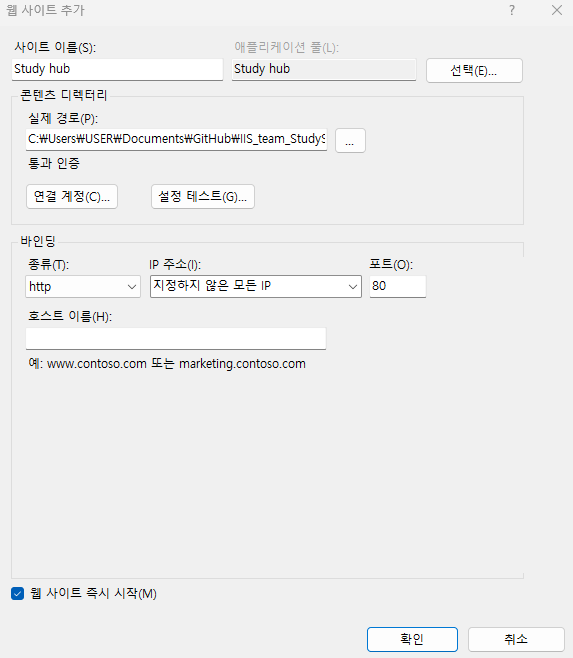 웹 사이트 추가 ?
사이트 이름(S): 애플리케이션 풀(L):
Study hub Study hub 선택(E)...
콘텐츠 디렉터리
실제 경로(P):
C:₩Users₩USER₩Documents₩GitHub₩IIS_team_StudyS ...
통과 인증
연결 계정(C)... 설정 테스트(G)...
바인딩
종류(T): IP 주소(I): 포트(O):
http 지정하지 않은 모든 IP 80
호스트 이름(H):
예: www.contoso.com 또는 marketing.contoso.com
웹 사이트 즉시 시작(M)
확인 취소